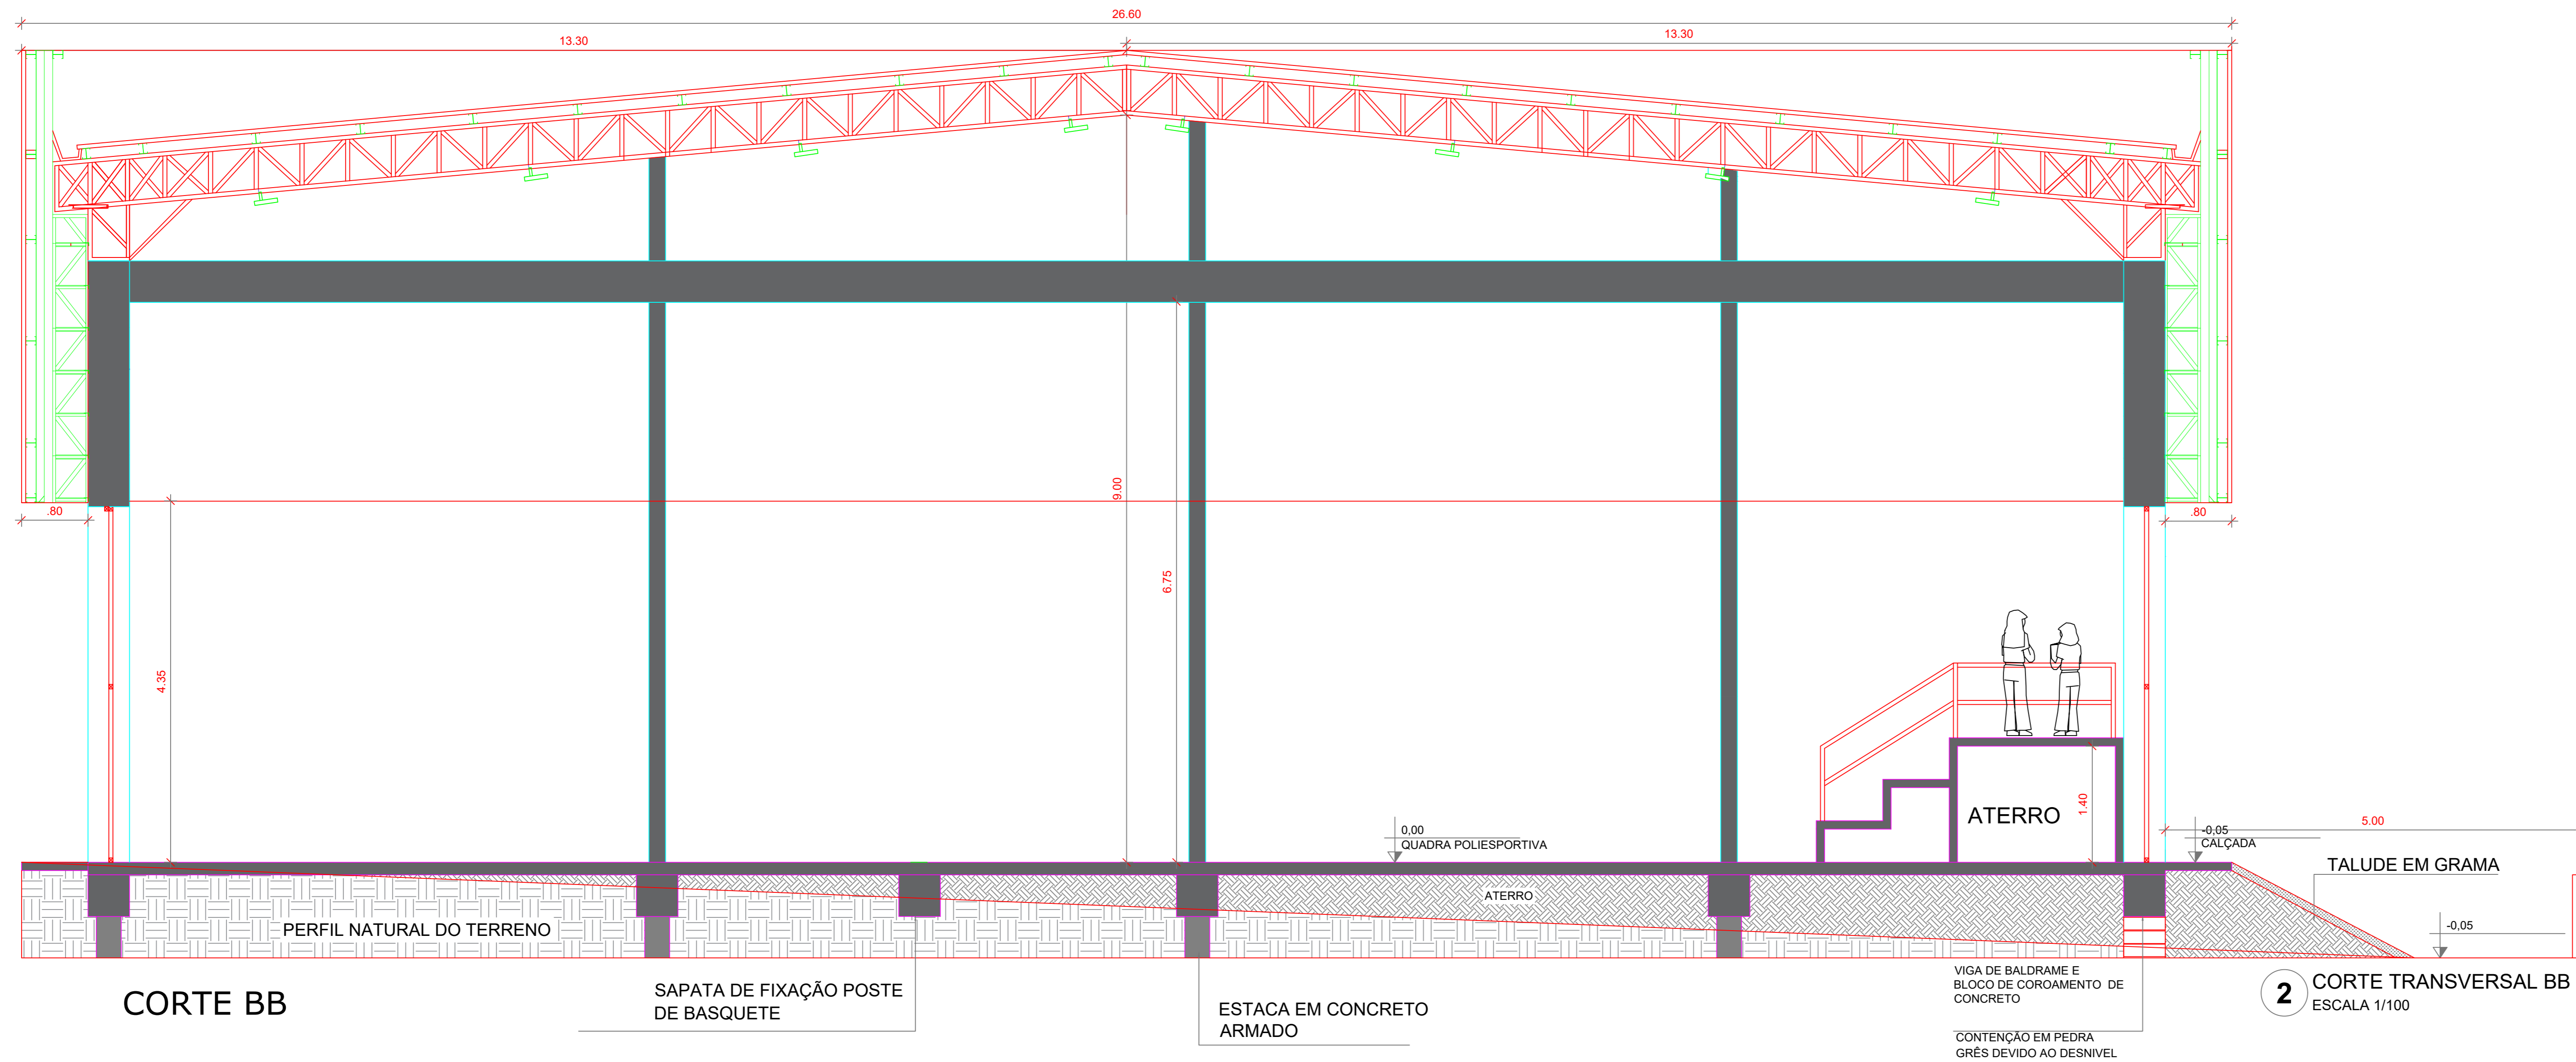 26.60
13.30
13.30
.80
.80
9.00
6.75
4.35
1.40
5.00
0,00
QUADRA POLIESPORTIVA
-0,05
CALÇADA
ATERRO
TALUDE EM GRAMA
ATERRO
PERFIL NATURAL DO TERRENO
-0,05
CORTE BB
SAPATA DE FIXAÇÃO POSTE
DE BASQUETE
ESTACA EM CONCRETO
ARMADO
VIGA DE BALDRAME E
BLOCO DE COROAMENTO DE
CONCRETO
CONTENÇÃO EM PEDRA
GRÊS DEVIDO AO DESNIVEL
2
CORTE TRANSVERSAL BB
ESCALA 1/100